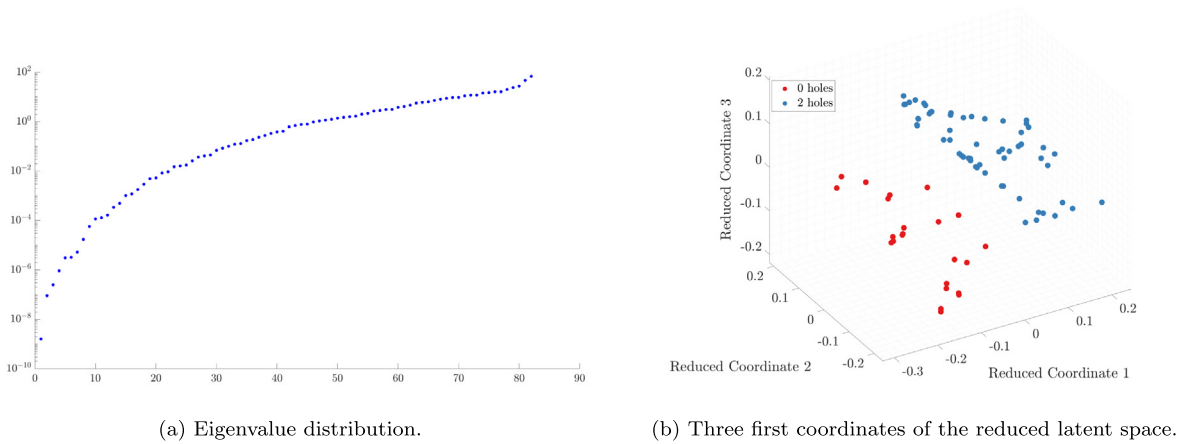 10^2
10^0
10^-2
10^-4
10^-6
10^-8
10^-10
0 10 20 30 40 50 60 70 80 90
(a) Eigenvalue distribution.
0 holes
2 holes
Reduced Coordinate 3
0.2
0.1
0
-0.1
-0.2
0.2
0.1
0
-0.1
-0.2
Reduced Coordinate 2
-0.3
-0.2
-0.1
0
0.1
0.2
Reduced Coordinate 1
(b) Three first coordinates of the reduced latent space.